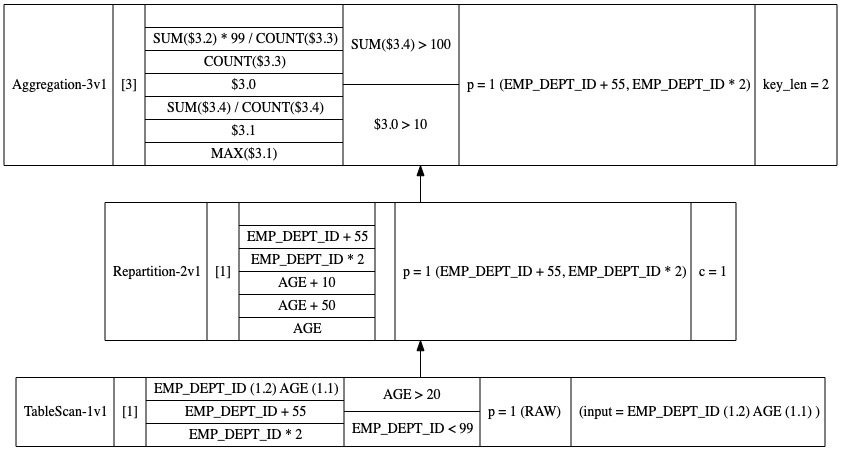 Aggregation-3v1
[3]
SUM($3.2) * 99 / COUNT($3.3)
COUNT($3.3)
$3.0
SUM($3.4) / COUNT($3.4)
$3.1
MAX($3.1)
SUM($3.4) > 100
$3.0 > 10
p = 1 (EMP_DEPT_ID + 55, EMP_DEPT_ID * 2)
key_len = 2
Repartition-2v1
[1]
EMP_DEPT_ID + 55
EMP_DEPT_ID * 2
AGE + 10
AGE + 50
AGE
p = 1 (EMP_DEPT_ID + 55, EMP_DEPT_ID * 2)
c = 1
TableScan-1v1
[1]
EMP_DEPT_ID (1.2) AGE (1.1)
EMP_DEPT_ID + 55
EMP_DEPT_ID * 2
AGE > 20
EMP_DEPT_ID < 99
p = 1 (RAW)
(input = EMP_DEPT_ID (1.2) AGE (1.1) )